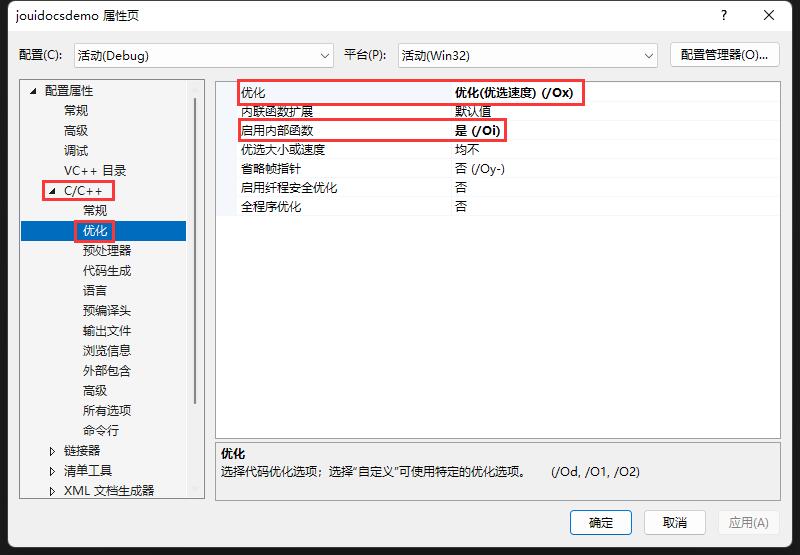 jouidocsdemo 属性页
配置(C): 活动(Debug) 平台(P): 活动(Win32) 配置管理器(O)...
配置属性
常规
高级
调试
VC++ 目录
C/C++
常规
优化
预处理器
代码生成
语言
预编译头
输出文件
浏览信息
外部包含
高级
所有选项
命令行
链接器
清单工具
XML 文档生成器
优化 优化(优选速度) (/Ox)
内联函数扩展 默认值
启用内部函数 是 (/Oi)
优选大小或速度 均不
省略帧指针 否 (/Oy-)
启用纤程安全优化 否
全程序优化 否
优化
选择代码优化选项；选择“自定义”可使用特定的优化选项。 (/Od, /O1, /O2)
确定 取消 应用(A)